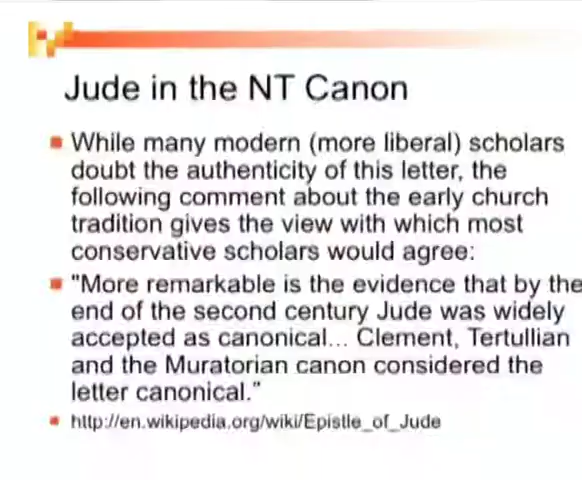 Jude in the NT Canon
While many modern (more liberal) scholars
doubt the authenticity of this letter, the
following comment about the early church
tradition gives the view with which most
conservative scholars would agree:
"More remarkable is the evidence that by the
end of the second century Jude was widely
accepted as canonical... Clement, Tertullian
and the Muratorian canon considered the
letter canonical."
http://en.wikipedia.org/wiki/Epistle_of_Jude